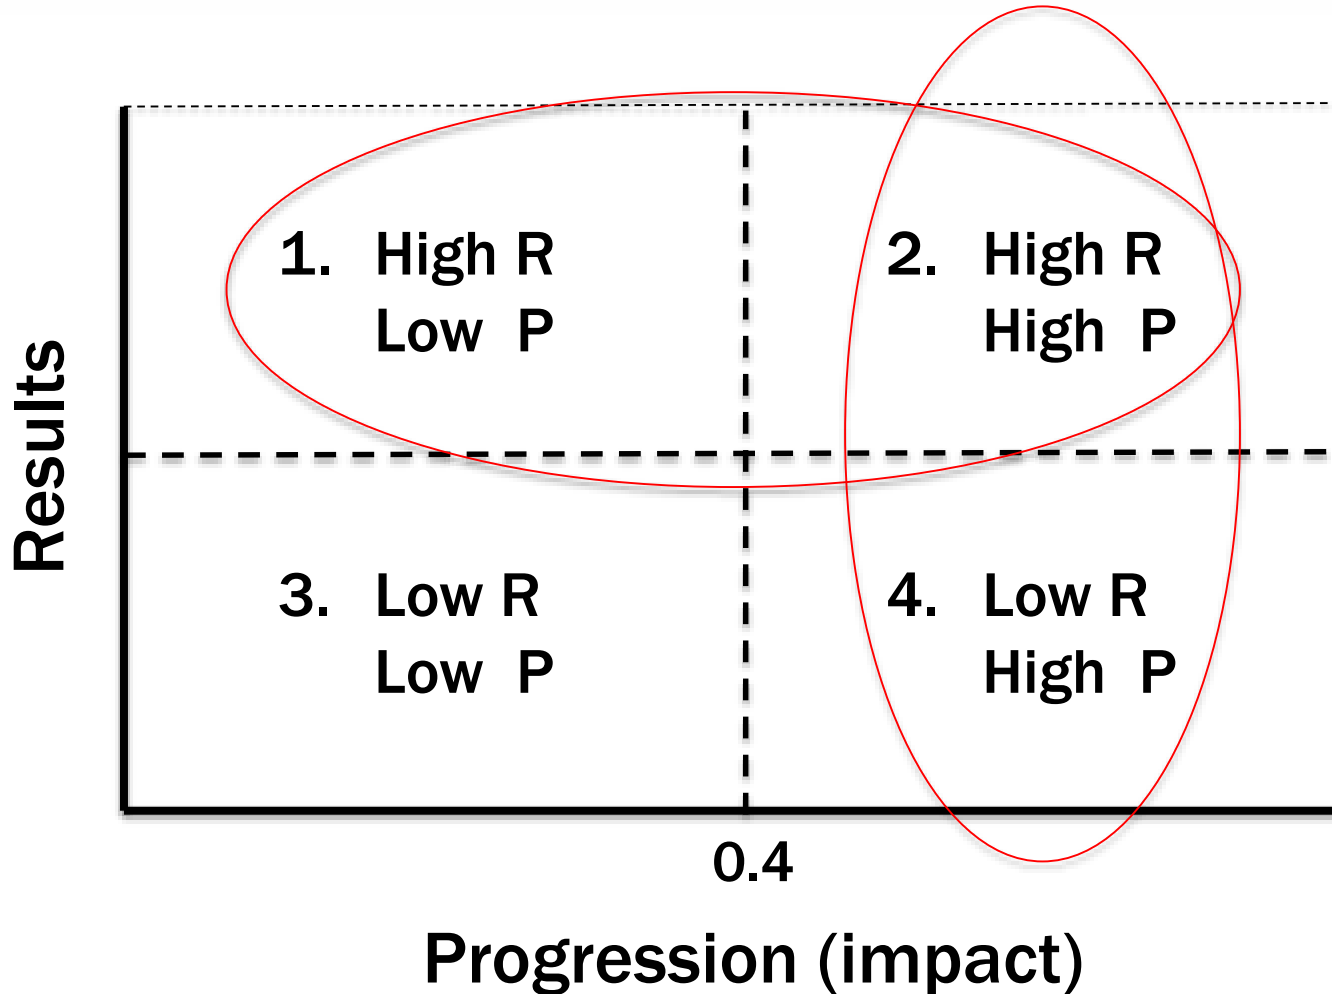 1. High R
Low P
2. High R
High P
Results
3. Low R
Low P
4. Low R
High P
0.4
Progression (impact)